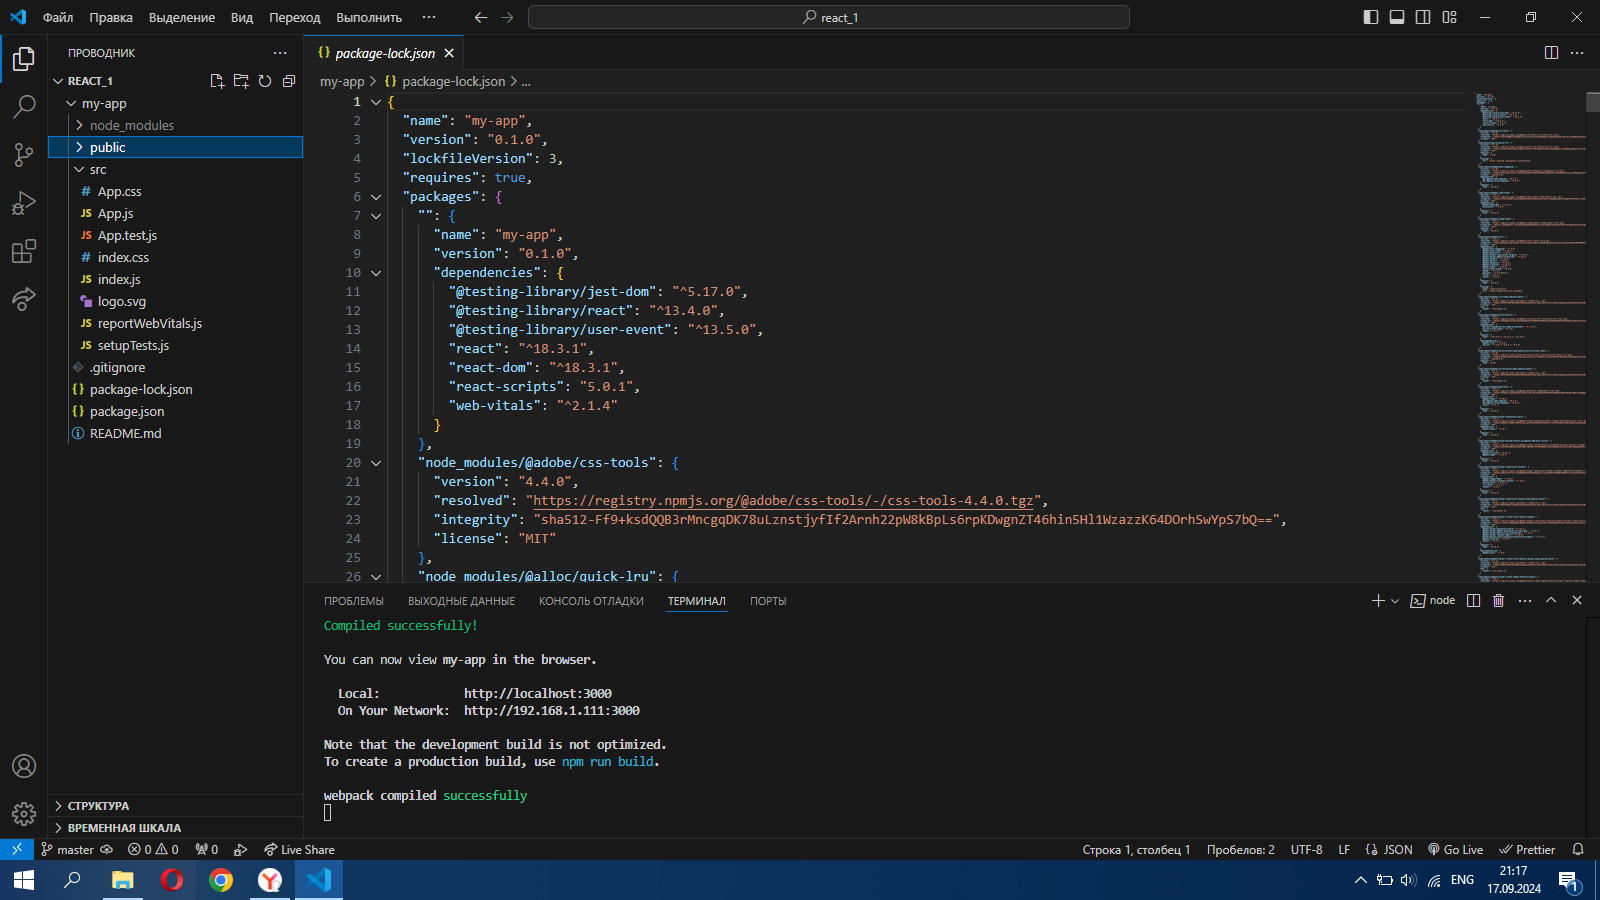 Файл Правка Выделение Вид Переход Выполнить ··· react_1
ПРОВОДНИК ···
REACT_1
my-app
node_modules
public
src
# App.css
JS App.js
JS App.test.js
# index.css
JS index.js
logo.svg
JS reportWebVitals.js
JS setupTests.js
.gitignore
{} package-lock.json
{} package.json
README.md
СТРУКТУРА
ВРЕМЕННАЯ ШКАЛА
{} package-lock.json
my-app > {} package-lock.json > ...
1 {
2 "name": "my-app",
3 "version": "0.1.0",
4 "lockfileVersion": 3,
5 "requires": true,
6 "packages": {
7 "": {
8 "name": "my-app",
9 "version": "0.1.0",
10 "dependencies": {
11 "@testing-library/jest-dom": "^5.17.0",
12 "@testing-library/react": "^13.4.0",
13 "@testing-library/user-event": "^13.5.0",
14 "react": "^18.3.1",
15 "react-dom": "^18.3.1",
16 "react-scripts": "5.0.1",
17 "web-vitals": "^2.1.4"
18 }
19 },
20 "node_modules/@adobe/css-tools": {
21 "version": "4.4.0",
22 "resolved": "https://registry.npmjs.org/@adobe/css-tools/-/css-tools-4.4.0.tgz",
23 "integrity": "sha512-Ff9+ksdQQB3rMncgqDK78uLznstjyfIf2Arnh22pW8kBpLs6rpKDwgnZT46hin5Hl1WzazzK64DOrhSwYpS7bQ==",
24 "license": "MIT"
25 },
26 "node_modules/@alloc/quick-lru": {
ПРОБЛЕМЫ ВЫХОДНЫЕ ДАННЫЕ КОНСОЛЬ ОТЛАДКИ ТЕРМИНАЛ ПОРТЫ node
Compiled successfully!
You can now view my-app in the browser.
Local: http://localhost:3000
On Your Network: http://192.168.1.111:3000
Note that the development build is not optimized.
To create a production build, use npm run build.
webpack compiled successfully
master 0 0 0 Live Share Строка 1, столбец 1 Пробелов: 2 UTF-8 LF {} JSON Go Live Prettier
ENG 21:17
17.09.2024
1